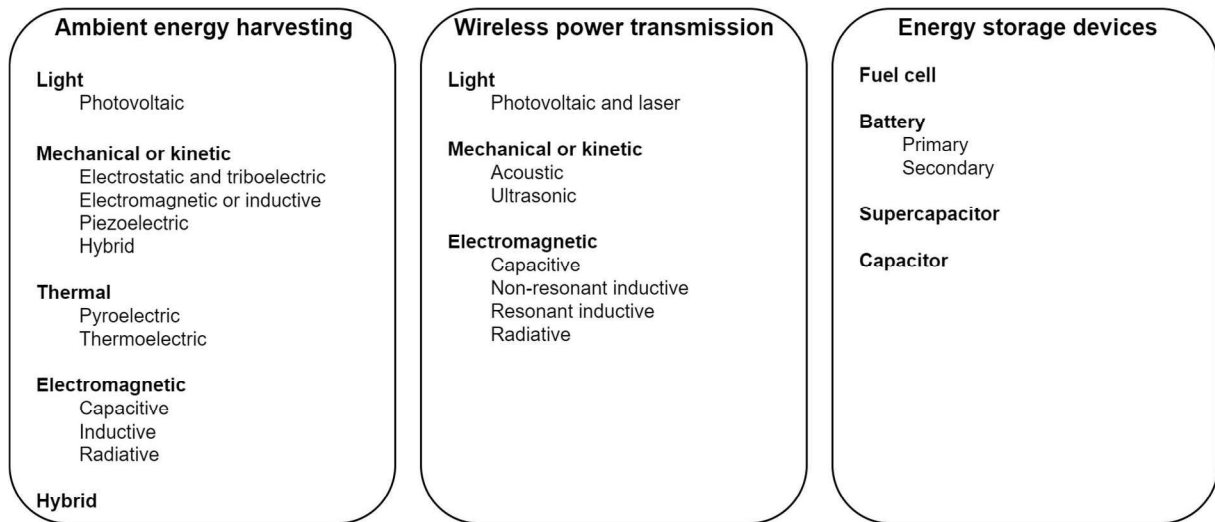 Ambient energy harvesting
Light
Photovoltaic
Mechanical or kinetic
Electrostatic and triboelectric
Electromagnetic or inductive
Piezoelectric
Hybrid
Thermal
Pyroelectric
Thermoelectric
Electromagnetic
Capacitive
Inductive
Radiative
Hybrid
Wireless power transmission
Light
Photovoltaic and laser
Mechanical or kinetic
Acoustic
Ultrasonic
Electromagnetic
Capacitive
Non-resonant inductive
Resonant inductive
Radiative
Energy storage devices
Fuel cell
Battery
Primary
Secondary
Supercapacitor
Capacitor